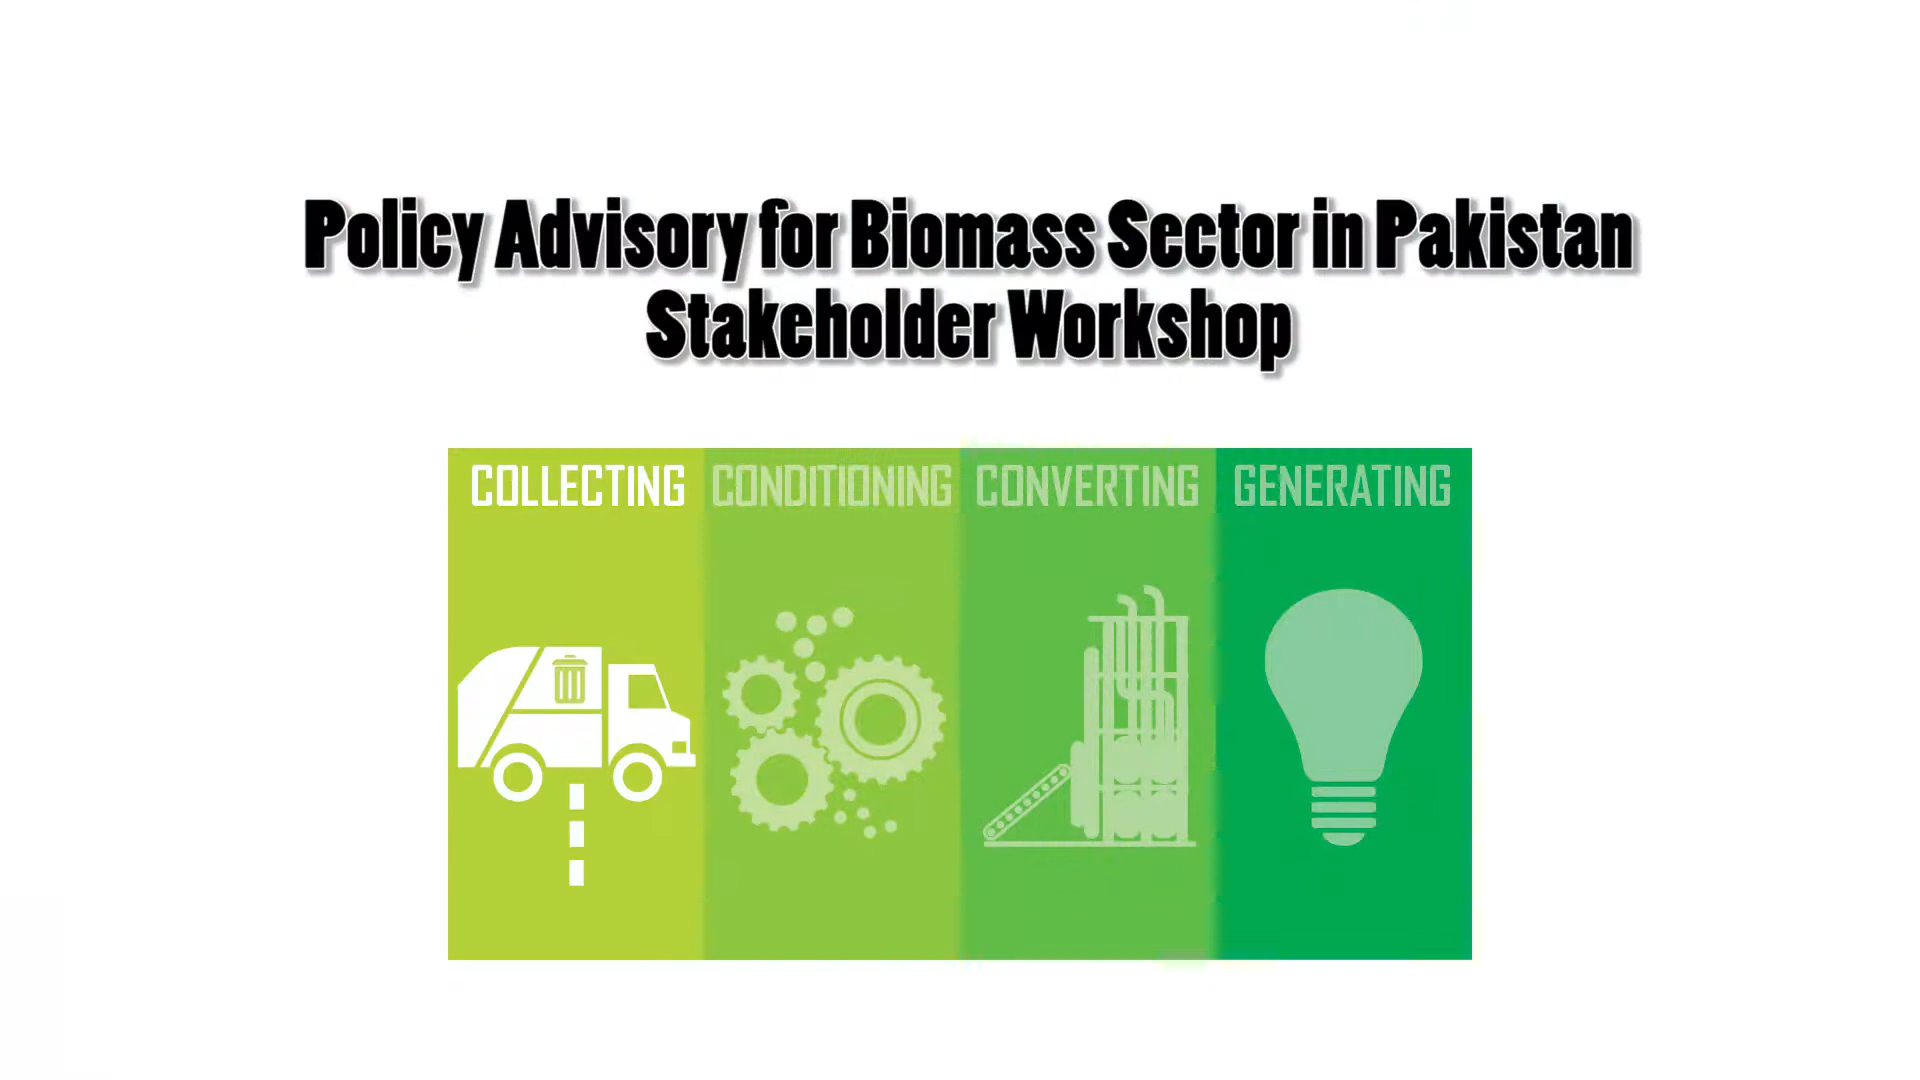 Policy Advisory for Biomass Sector in Pakistan
Stakeholder Workshop
COLLECTING CONDITIONING CONVERTING GENERATING